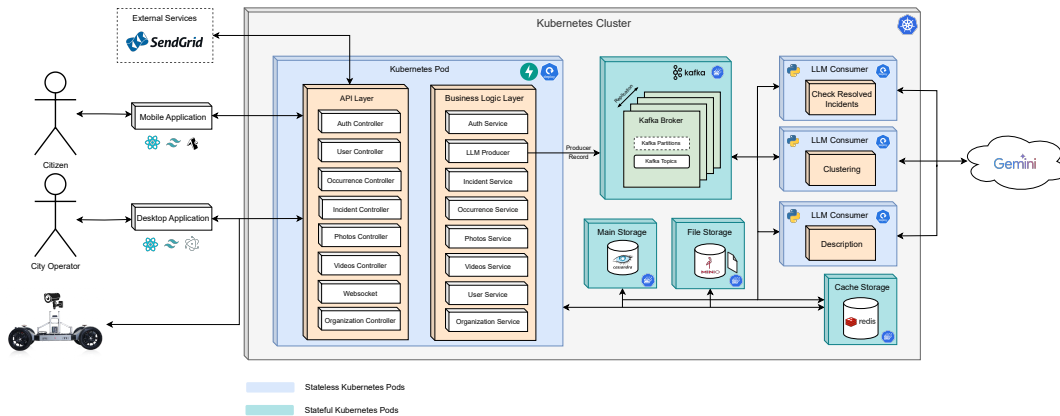 External Services
SendGrid
Kubernetes Cluster
Kubernetes Pod
API Layer
Auth Controller
User Controller
Occurrence Controller
Incident Controller
Photos Controller
Videos Controller
Websocket
Organization Controller
Business Logic Layer
Auth Service
LLM Producer
Incident Service
Occurrence Service
Photos Service
Videos Service
User Service
Organization Service
Citizen
Mobile Application
City Operator
Desktop Application
Producer
Record
kafka
Replication
Kafka Broker
Kafka Partitions
Kafka Topics
LLM Consumer
Check Resolved
Incidents
LLM Consumer
Clustering
LLM Consumer
Description
Gemini
Main Storage
cassandra
File Storage
MINIO
Cache Storage
redis
Stateless Kubernetes Pods
Stateful Kubernetes Pods